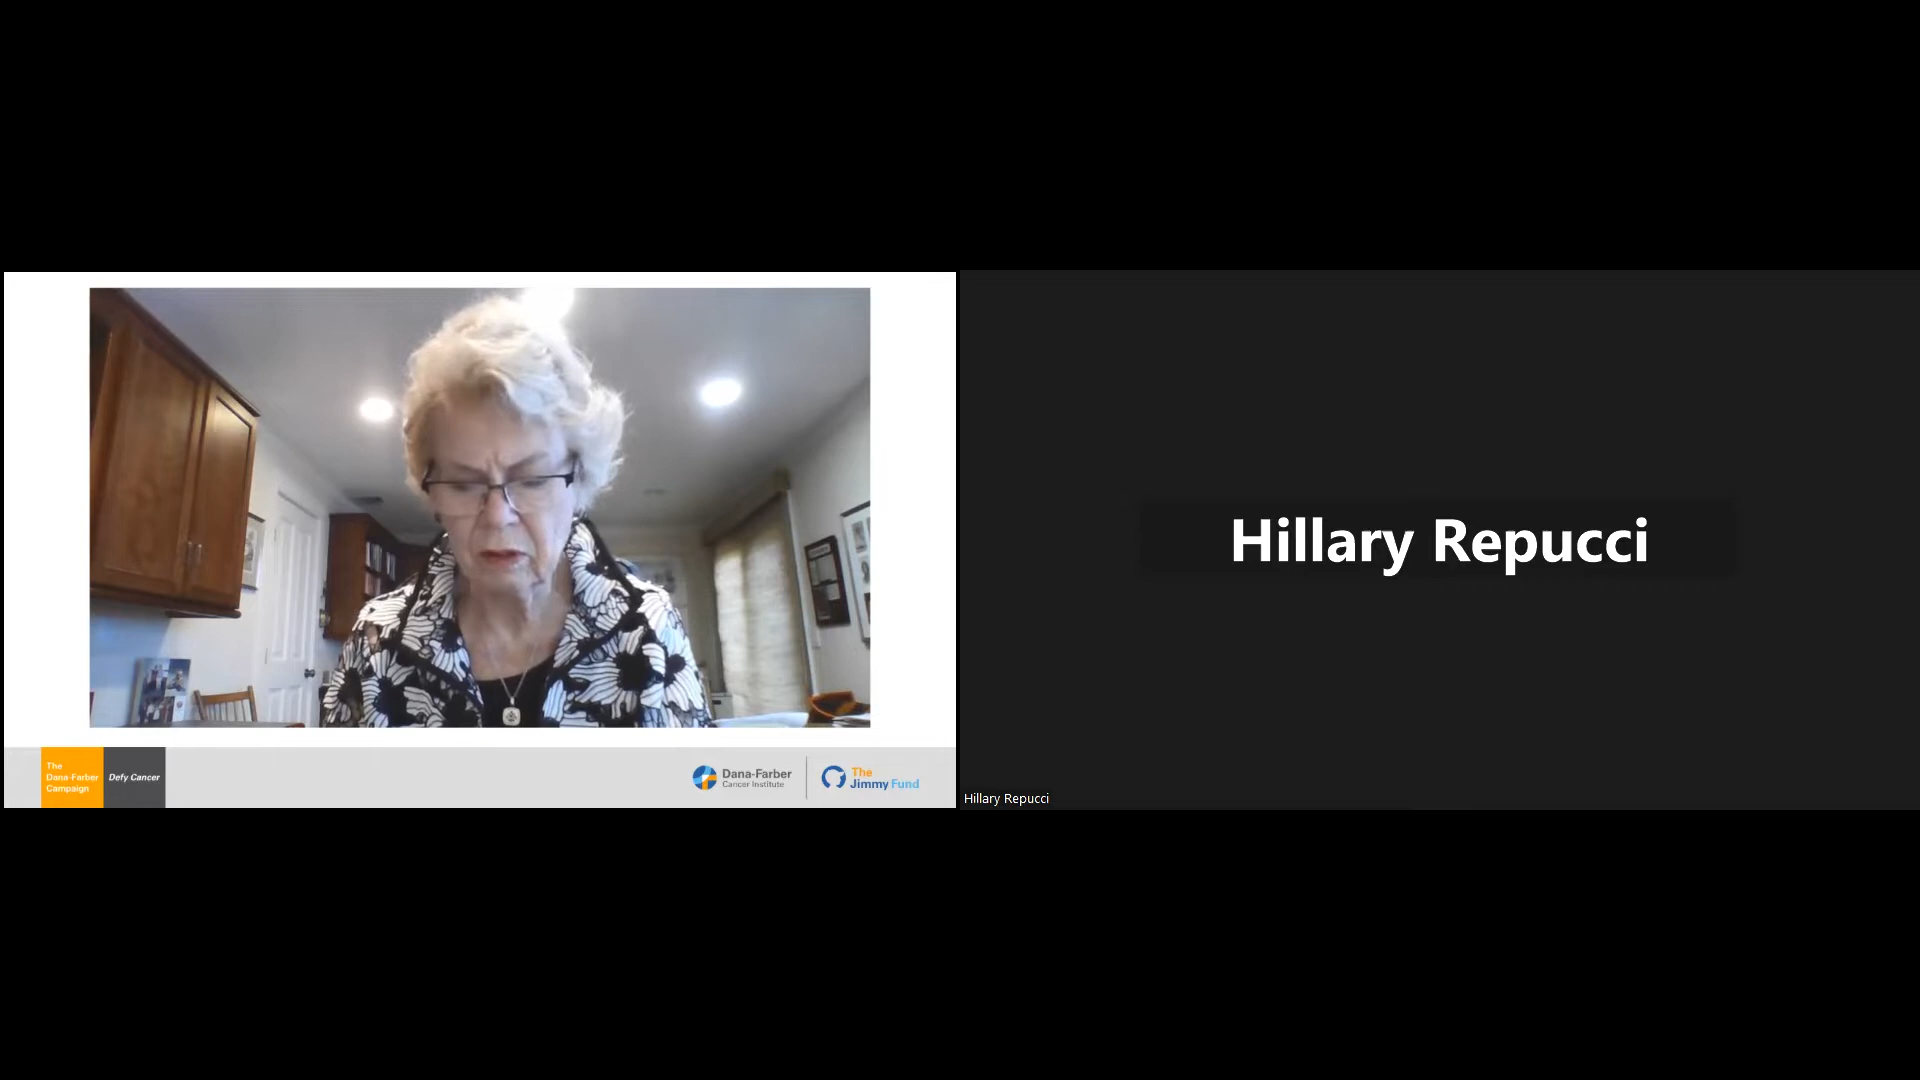 The
Dana-Farber
Campaign
Defy Cancer
Dana-Farber
Cancer Institute
The
Jimmy Fund
Hillary Repucci
Hillary Repucci